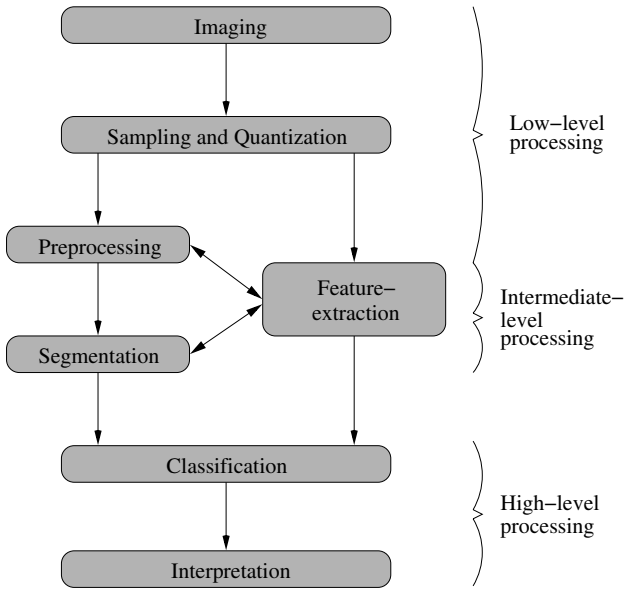 Imaging
Sampling and Quantization
Low−level
processing
Preprocessing
Feature−
extraction
Intermediate−
level
processing
Segmentation
Classification
High−level
processing
Interpretation